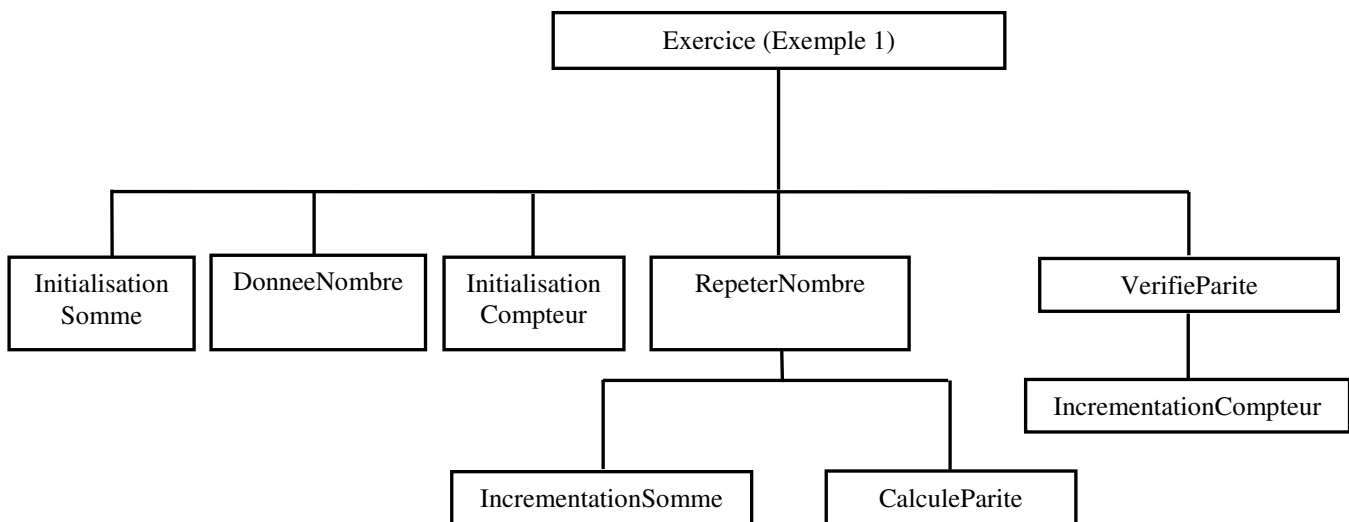 Exercice (Exemple 1)
Initialisation
Somme
DonneeNombre
Initialisation
Compteur
RepeterNombre
VerifieParite
IncrementationCompteur
IncrementationSomme
CalculeParite